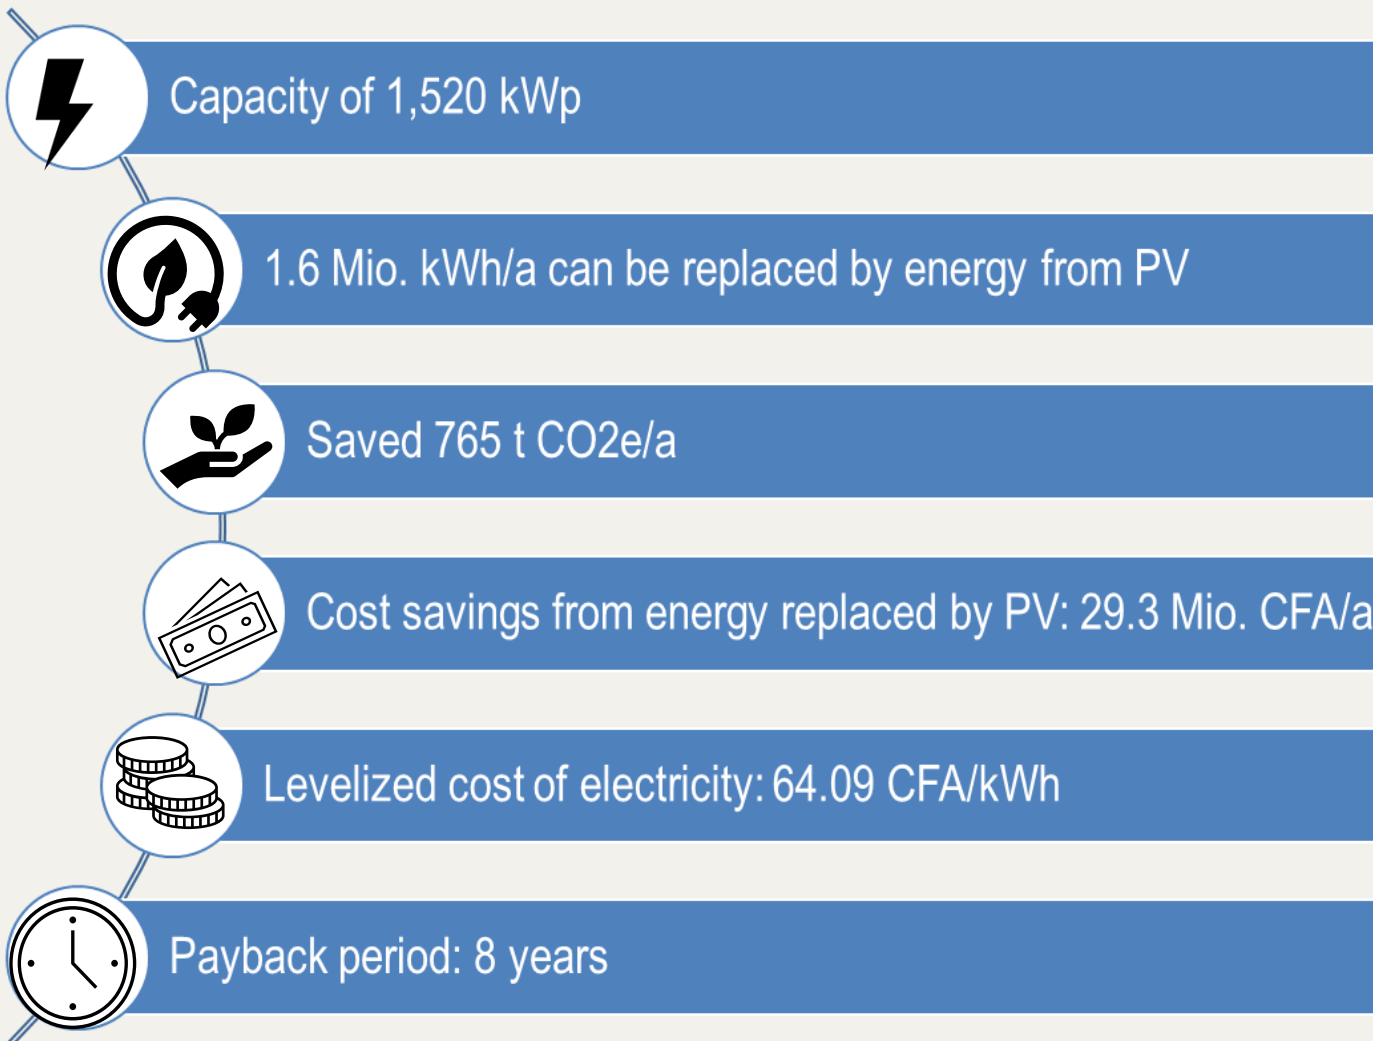 Capacity of 1,520 kWp
1.6 Mio. kWh/a can be replaced by energy from PV
Saved 765 t CO2e/a
Cost savings from energy replaced by PV: 29.3 Mio. CFA/a
Levelized cost of electricity: 64.09 CFA/kWh
Payback period: 8 years